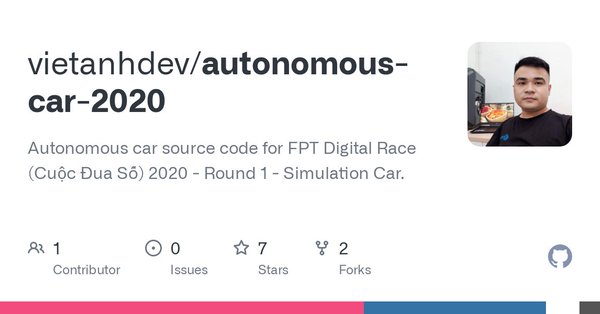 vietanhdev/autonomous-
car-2020
Autonomous car source code for FPT Digital Race
(Cuộc Đua Số) 2020 - Round 1 - Simulation Car.
1
Contributor
0
Issues
7
Stars
2
Forks